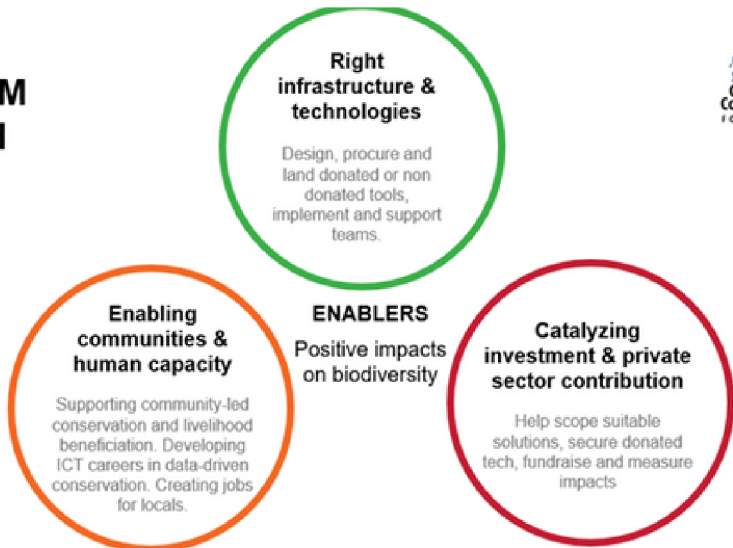 Right
infrastructure &
technologies
Design, procure and
land donated or non
donated tools,
implement and support
teams.
ENABLERS
Positive impacts
on biodiversity
Enabling
communities &
human capacity
Supporting community-led
conservation and livelihood
beneficiation. Developing
ICT careers in data-driven
conservation. Creating jobs
for locals.
Catalyzing
investment & private
sector contribution
Help scope suitable
solutions, secure donated
tech, fundraise and measure
impacts